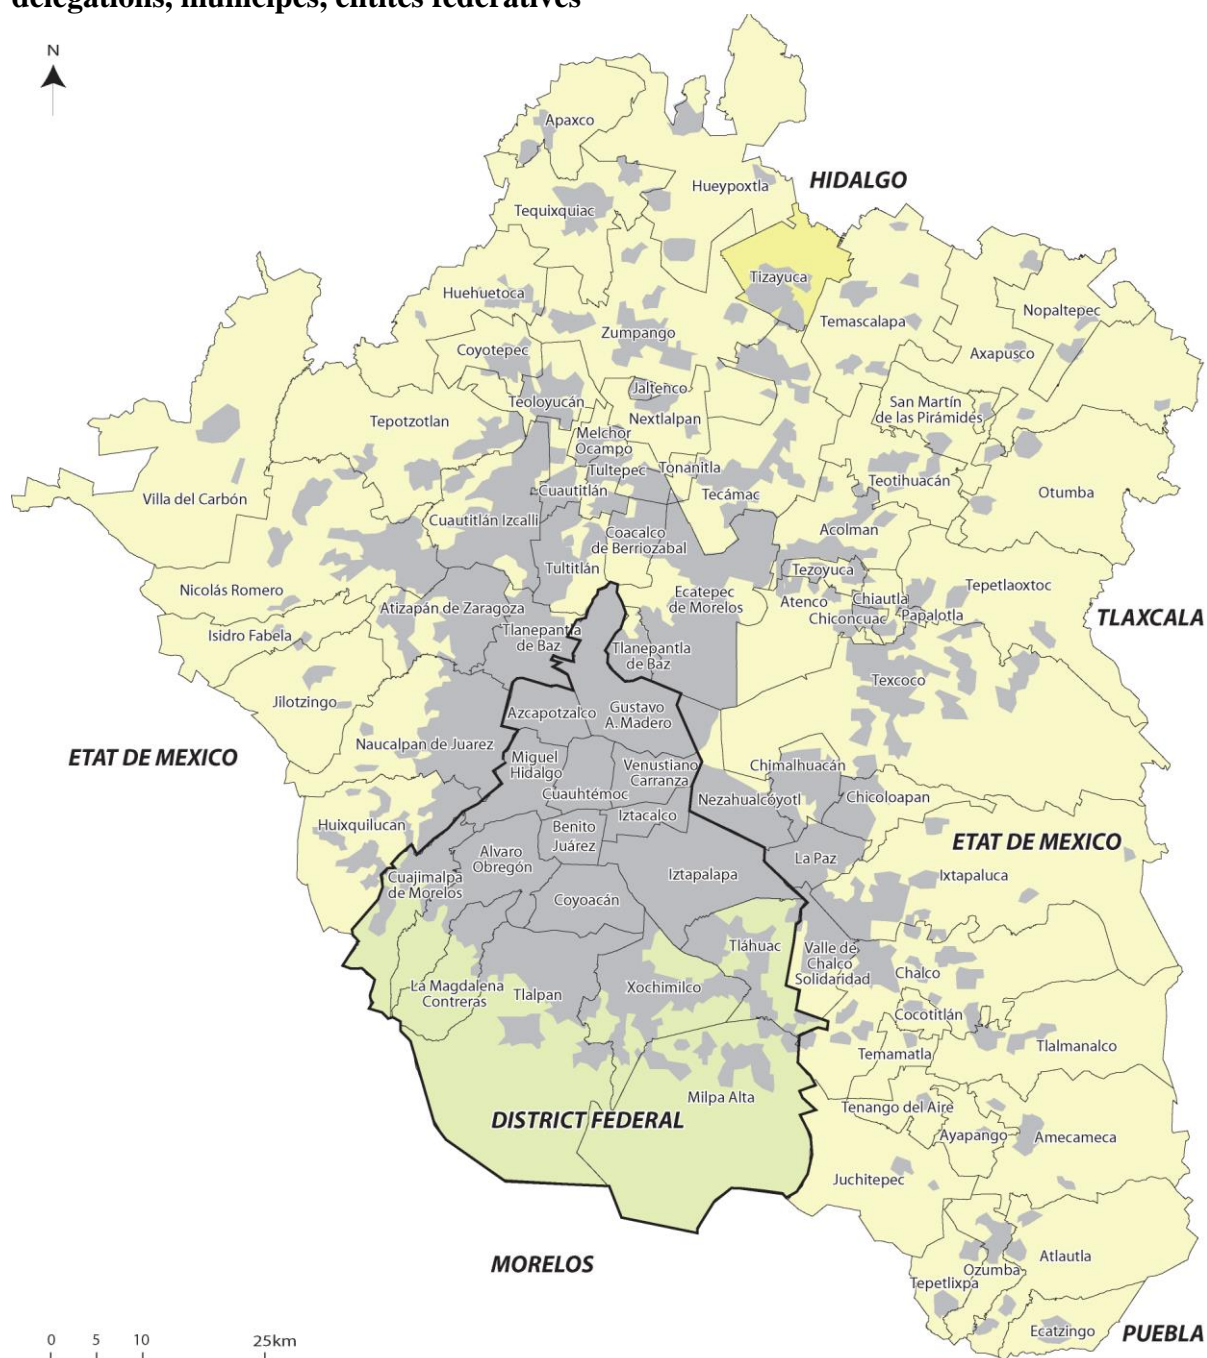 délégations, municipes, entités fédératives
N
Apaxco
Hueypoxtla
HIDALGO
Tequixquiac
Tizayuca
Huehuetoca
Zumpango
Temascalapa
Nopaltepec
Coyotepec
Axapusco
Jaltenco
Teoloyucán
San Martín
de las Pirámides
Tepotzotlan
Nextlalpan
Melchor
Ocampo
Tultepec
Tonanitla
Teotihuacán
Villa del Carbón
Cuautitlán
Tecámac
Otumba
Cuautitlán Izcalli
Coacalco
de Berriozábal
Acolman
Tultitlán
Tezoyuca
Nicolás Romero
Ecatepec
de Morelos
Tepetlaoxtoc
Atenco
Chiautla
Atizapán de Zaragoza
Chiconcuac
Papalotla
TLAXCALA
Isidro Fabela
Tlanepantla
de Baz
Tlanepantla
de Baz
Texcoco
Jilotzingo
Azcapotzalco
Gustavo
A. Madero
Naucalpan de Juarez
ETAT DE MEXICO
Miguel
Hidalgo
Venustiano
Carranza
Chimalhuacán
Cuauhtémoc
Nezahualcóyotl
Chicoloapan
Huixquilucan
Iztacalco
Benito
Juárez
ETAT DE MEXICO
Alvaro
Obregón
La Paz
Cuajimalpa
de Morelos
Iztapalapa
Ixtapaluca
Coyoacán
Tláhuac
Valle de
Chalco
Solidaridad
Chalco
La Magdalena
Contreras
Tlalpan
Xochimilco
Cocotitlán
Temamatla
Tlalmanalco
Milpa Alta
Tenango del Aire
DISTRICT FEDERAL
Ayapango
Amecameca
Juchitepec
MORELOS
Atlautla
Ozumba
Tepetlixpa
Ecatzingo
PUEBLA
0 5 10 25km